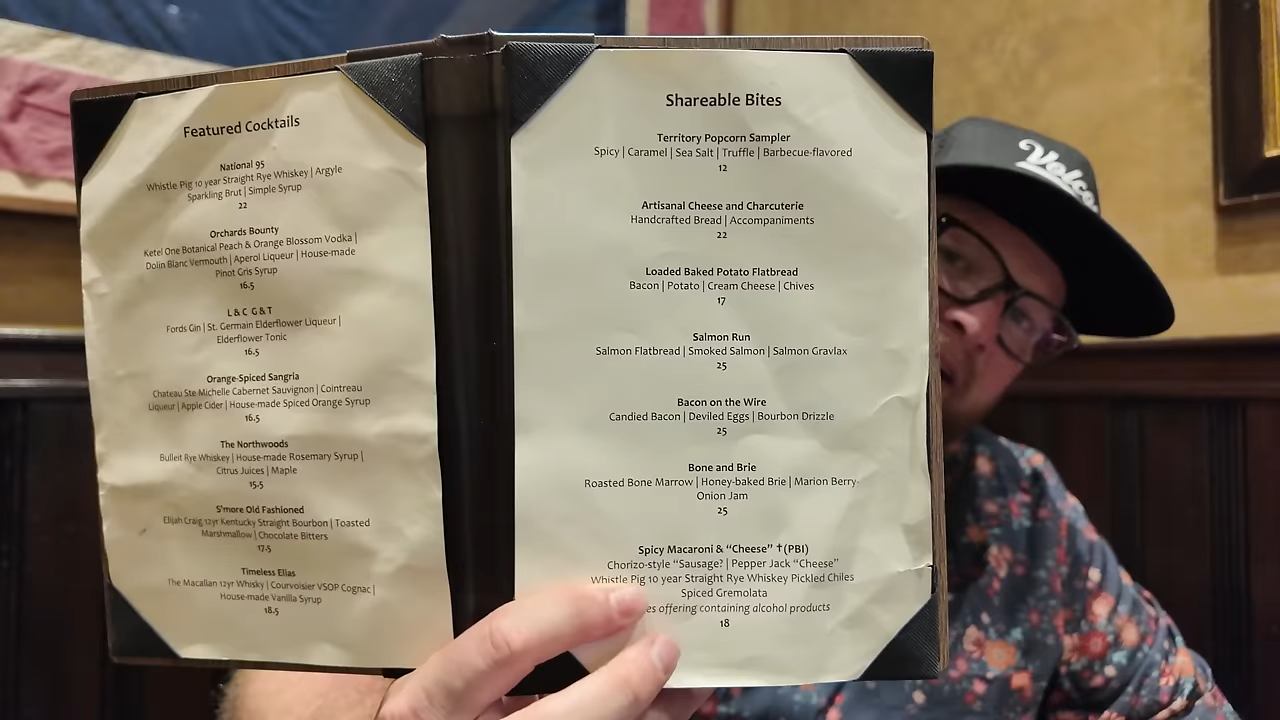 Featured Cocktails
National 95
Whistle Pig 10 year Straight Rye Whiskey | Argyle
Sparkling Brut | Simple Syrup
22
Orchards Bounty
Ketel One Botanical Peach & Orange Blossom Vodka |
Dolin Blanc Vermouth | Aperol Liqueur | House-made
Pinot Gris Syrup
16.5
L & C G & T
Fords Gin | St. Germain Elderflower Liqueur |
Elderflower Tonic
16.5
Orange-Spiced Sangria
Chateau Ste Michelle Cabernet Sauvignon | Cointreau
Liqueur | Apple Cider | House-made Spiced Orange Syrup
16.5
The Northwoods
Bulleit Rye Whiskey | House-made Rosemary Syrup |
Citrus Juices | Maple
15.5
S'more Old Fashioned
Elijah Craig 12yr Kentucky Straight Bourbon | Toasted
Marshmallow | Chocolate Bitters
17.5
Timeless Elias
The Macallan 12yr Whisky | Courvoisier VSOP Cognac |
House-made Vanilla Syrup
18.5
Shareable Bites
Territory Popcorn Sampler
Spicy | Caramel | Sea Salt | Truffle | Barbecue-flavored
12
Artisanal Cheese and Charcuterie
Handcrafted Bread | Accompaniments
22
Loaded Baked Potato Flatbread
Bacon | Potato | Cream Cheese | Chives
17
Salmon Run
Salmon Flatbread | Smoked Salmon | Salmon Gravlax
25
Bacon on the Wire
Candied Bacon | Deviled Eggs | Bourbon Drizzle
25
Bone and Brie
Roasted Bone Marrow | Honey-baked Brie | Marion Berry-
Onion Jam
25
Spicy Macaroni & “Cheese” †(PBI)
Chorizo-style “Sausage? | Pepper Jack “Cheese”
Whistle Pig 10 year Straight Rye Whiskey Pickled Chiles
Spiced Gremolata
offering containing alcohol products
18